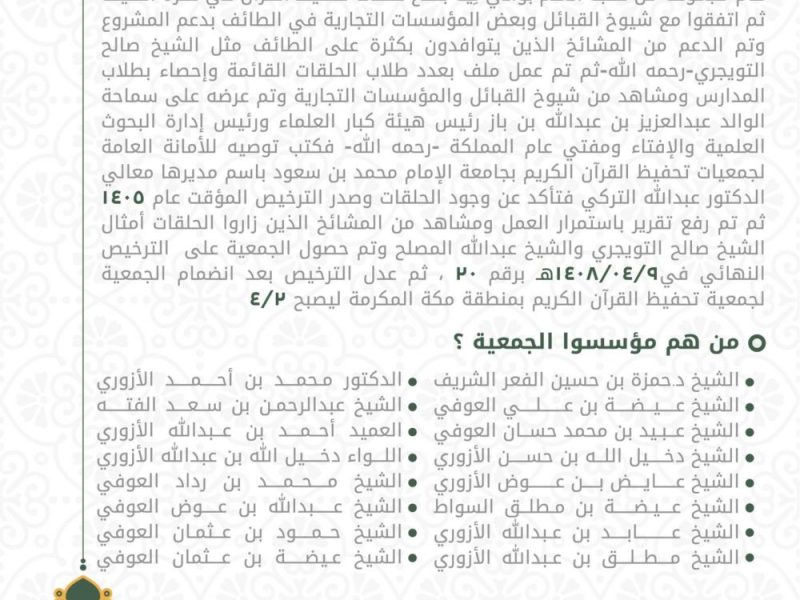 ثم اتفقوا مع شيوخ القبائل وبعض المؤسسات التجارية في الطائف بدعم المشروع
وتم الدعم من المشائخ الذين يتوافدون بكثرة على الطائف مثل الشيخ صالح
التويجري-رحمه الله-ثم تم عمل ملف بعدد طلاب الحلقات القائمة وإحصاء بطلاب
المدارس ومشاهد من شيوخ القبائل والمؤسسات التجارية وتم عرضه على سماحة
الوالد عبدالعزيز بن عبدالله بن باز رئيس هيئة كبار العلماء ورئيس إدارة البحوث
العلمية والإفتاء ومفتي عام المملكة -رحمه الله- فكتب توصيه للأمانة العامة
لجمعيات تحفيظ القرآن الكريم بجامعة الإمام محمد بن سعود باسم مديرها معالي
الدكتور عبدالله التركي فتأكد عن وجود الحلقات وصدر الترخيص المؤقت عام ١٤٠٥
ثم تم رفع تقرير باستمرار العمل ومشاهد من المشائخ الذين زاروا الحلقات أمثال
الشيخ صالح التويجري والشيخ عبدالله المصلح وتم حصول الجمعية على الترخيص
النهائي في١٤٠٨/٠٤/٩هـ برقم ٢٠ ، ثم عدل الترخيص بعد انضمام الجمعية
لجمعية تحفيظ القرآن الكريم بمنطقة مكة المكرمة ليصبح ٤/٢
من هم مؤسسوا الجمعية ؟
الشيخ د.حمزة بن حسين الفعر الشريف
الشيخ عيضة بن علي العوفي
الشيخ عبيد بن محمد حسان العوفي
الشيخ دخيل الله بن حسن الأزوري
الشيخ عايض بن عوض الأزوري
الشيخ عيضة بن مطلق السواط
الشيخ عابد بن عبدالله الأزوري
الشيخ مطلق بن عبدالله الأزوري
الدكتور محمد بن أحمد الأزوري
الشيخ عبدالرحمن بن سعد الفته
العميد أحمد بن عبدالله الأزوري
اللواء دخيل الله بن عبدالله الأزوري
الشيخ محمد بن رداد العوفي
الشيخ عبدالله بن عوض العوفي
الشيخ حمود بن عثمان العوفي
الشيخ عيضة بن عثمان العوفي